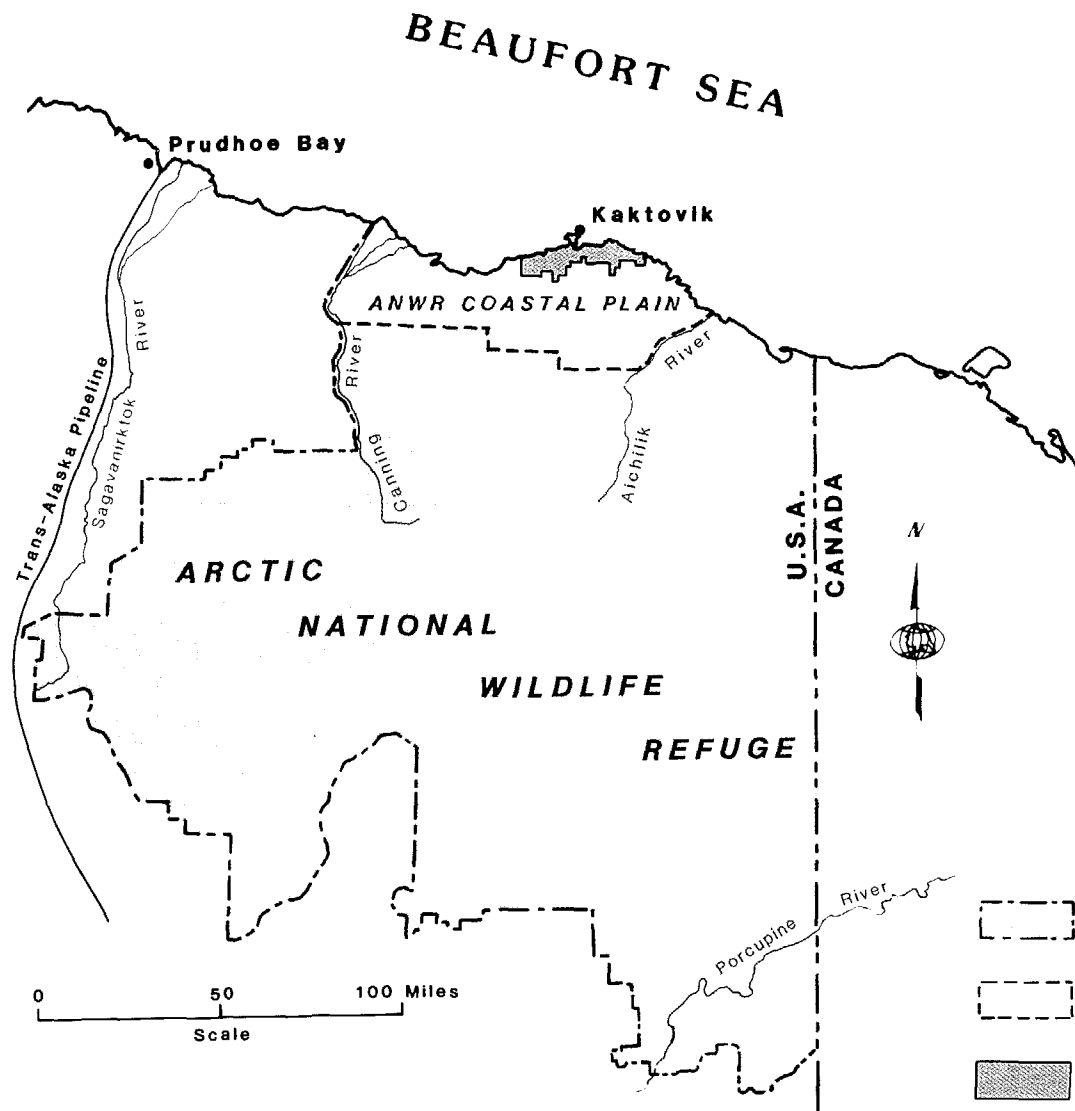 BEAUFORT SEA
Prudhoe Bay
Kaktovik
ANWR COASTAL PLAIN
River
River
River
Trans-Alaska Pipeline
Sagavanirktok
Canning
Aichilik
U.S.A.
CANADA
N
ARCTIC
NATIONAL
WILDLIFE
REFUGE
Porcupine River
0 50 100 Miles
Scale